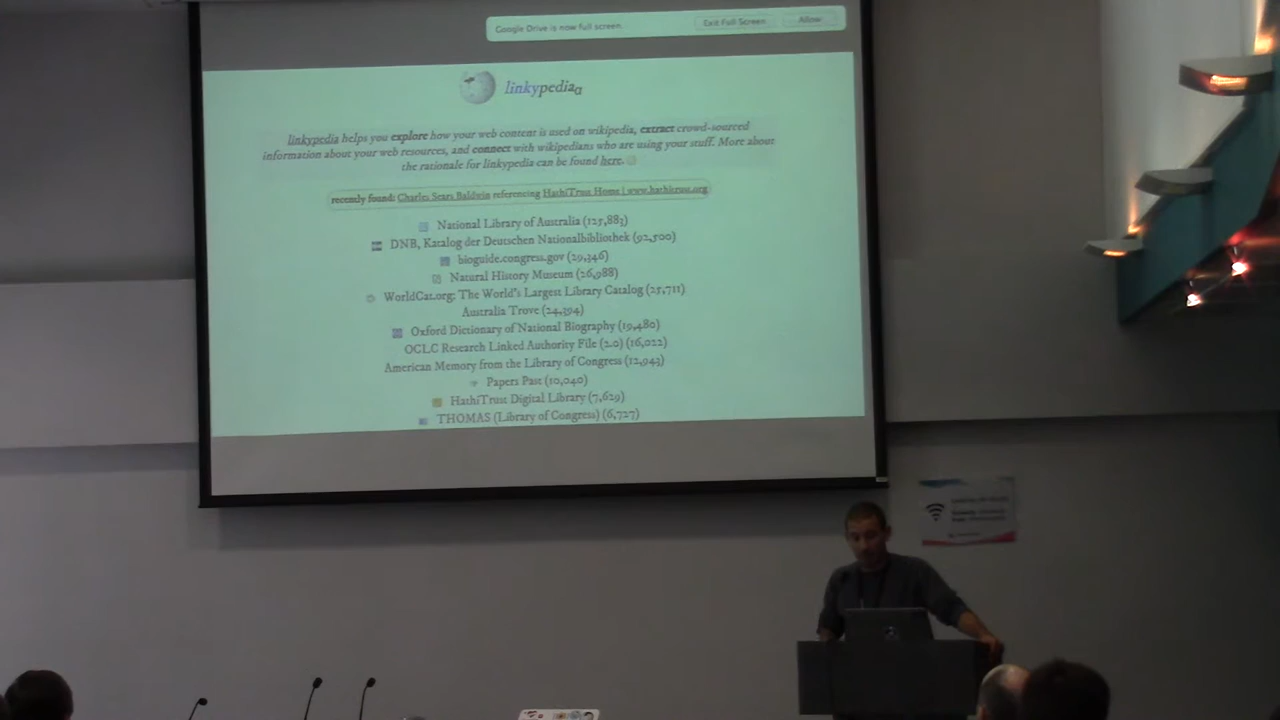 Google Drive is now full screen. Exit Full Screen Allow
linkypediaα
linkypedia helps you explore how your web content is used on wikipedia, extract crowd-sourced
information about your web resources, and connect with wikipedians who are using your stuff. More about
the rationale for linkypedia can be found here.
recently found: Charles Sears Baldwin referencing HathiTrust Home | www.hathitrust.org
National Library of Australia (125,883)
DNB, Katalog der Deutschen Nationalbibliothek (92,500)
bioguide.congress.gov (29,346)
Natural History Museum (26,988)
WorldCat.org: The World's Largest Library Catalog (25,711)
Australia Trove (24,394)
Oxford Dictionary of National Biography (19,480)
OCLC Research Linked Authority File (2.0) (16,022)
American Memory from the Library of Congress (12,943)
Papers Past (10,040)
HathiTrust Digital Library (7,629)
THOMAS (Library of Congress) (6,727)